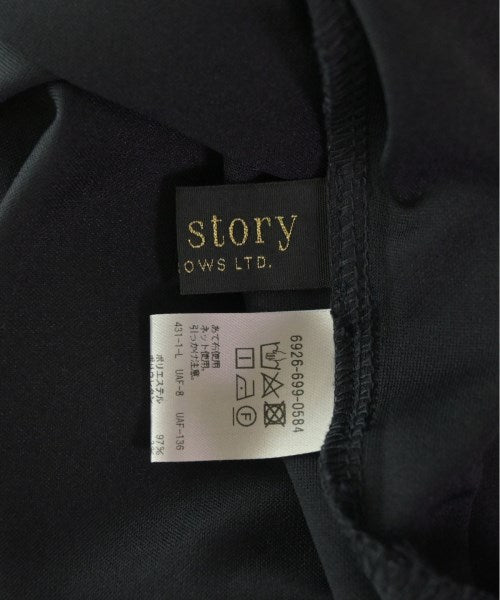 story
OWS LTD.
6926-699-0584
あて布使用
ネット使用
引っかけ注意。
431-1-L UAF-8 UAF-136
ポリエステル 97%